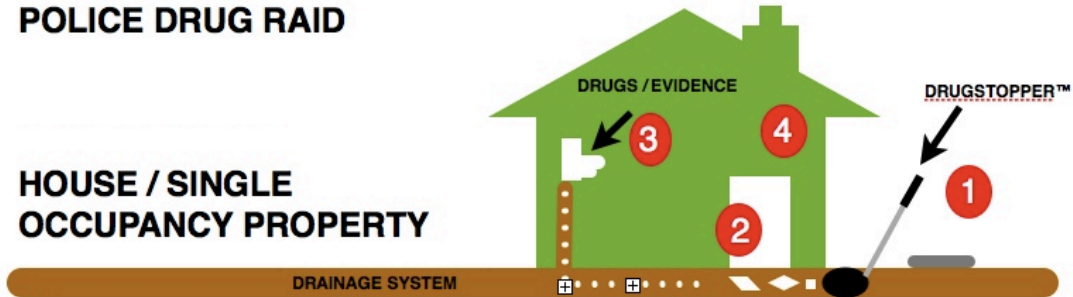 POLICE DRUG RAID
DRUGS / EVIDENCE
DRUGSTOPPER™
3
4
HOUSE / SINGLE
OCCUPANCY PROPERTY
1
2
DRAINAGE SYSTEM